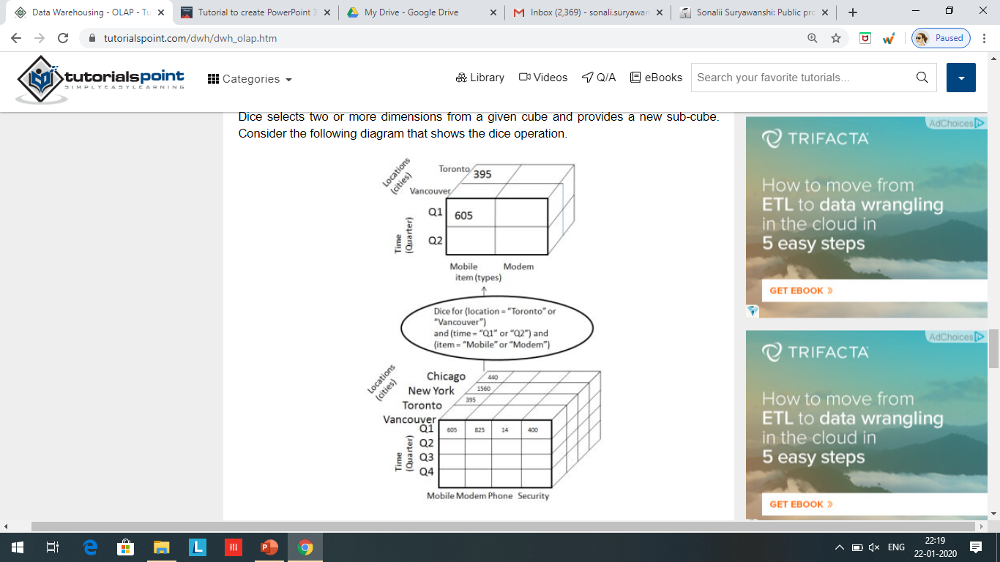 Data Warehousing - OLAP - Tu
Tutorial to create PowerPoint 3
My Drive - Google Drive
Inbox (2,369) - sonali.suryawan
Sonalii Suryawanshi: Public pro
tutorialspoint.com/dwh/dwh_olap.htm
Paused
tutorialspoint
SIMPLYEASYLEARNING
Categories
Library
Videos
Q/A
eBooks
Search your favorite tutorials...
Dice selects two or more dimensions from a given cube and provides a new sub-cube.
Consider the following diagram that shows the dice operation.
Locations
(cities)
Toronto
395
Vancouver
Time
(Quarter)
Q1
605
Q2
Mobile
Modem
item (types)
Dice for (location = "Toronto" or
"Vancouver")
and (time = "Q1" or "Q2") and
(item = "Mobile" or "Modem")
Locations
(cities)
Chicago
440
New York
1560
Toronto
395
Vancouver
Time
(Quarter)
Q1
605
825
14
400
Q2
Q3
Q4
Mobile Modem Phone Security
AdChoices
TRIFACTA
How to move from
ETL to data wrangling
in the cloud in
5 easy steps
GET EBOOK »
AdChoices
TRIFACTA
How to move from
ETL to data wrangling
in the cloud in
5 easy steps
GET EBOOK »
L
P
ENG
22:19
22-01-2020